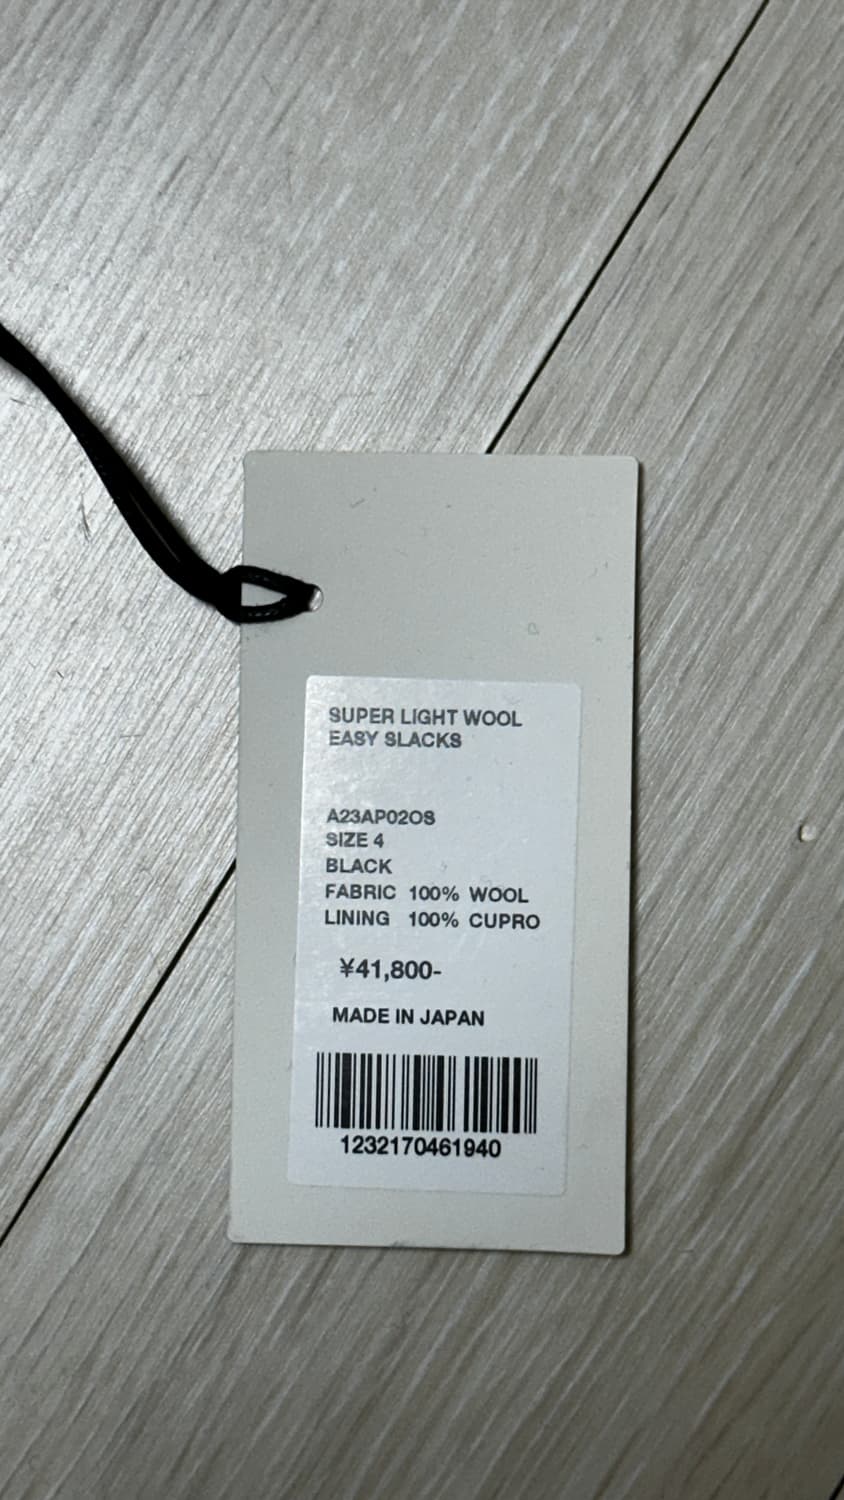 SUPER LIGHT WOOL
EASY SLACKS
A23AP02OS
SIZE 4
BLACK
FABRIC 100% WOOL
LINING 100% CUPRO
¥41,800-
MADE IN JAPAN
1232170461940